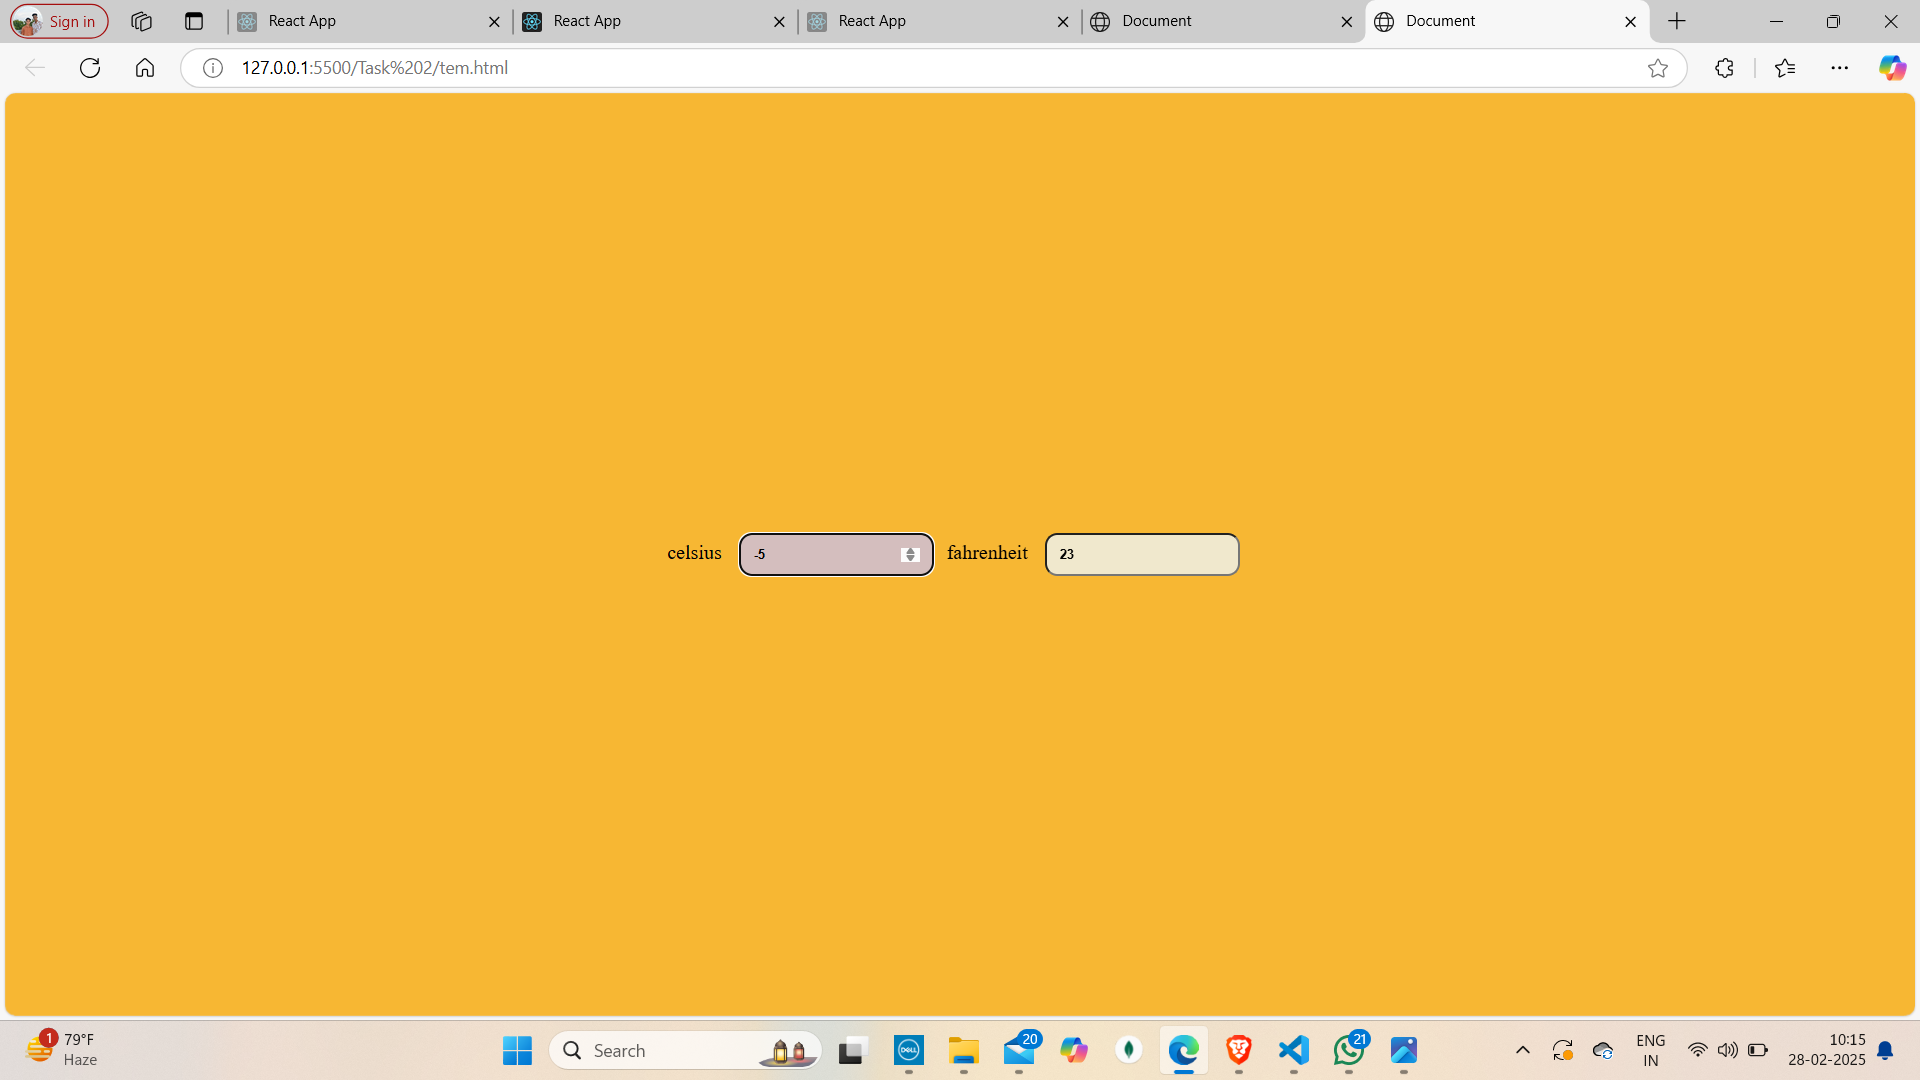 Sign in
React App
React App
React App
Document
Document
127.0.0.1:5500/Task%202/tem.html
celsius -5 fahrenheit 23
1
79°F
Haze
Search
DELL
20
21
ENG
IN
10:15
28-02-2025